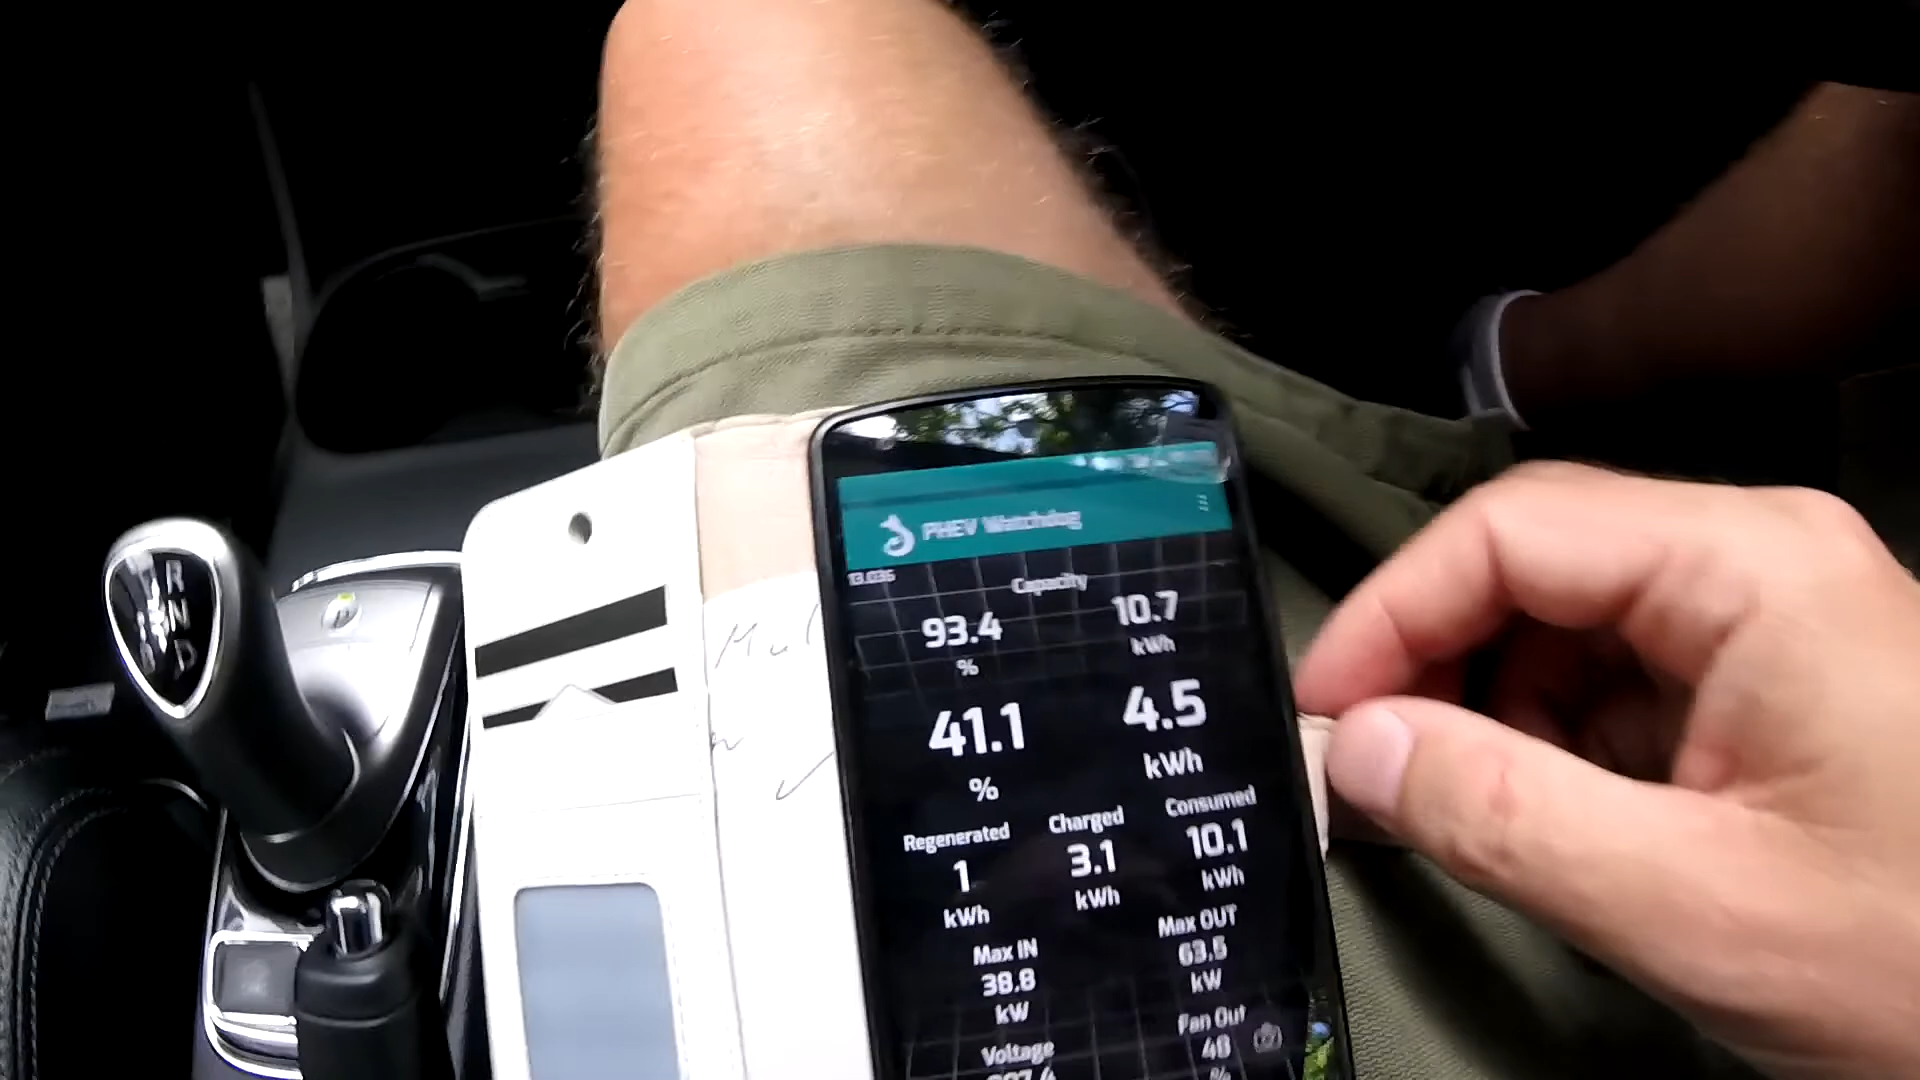 R
N
D
B
PHEV Watchdog
Capacity
93.4 10.7
% kWh
41.1 4.5
% kWh
Regenerated Charged Consumed
1 3.1 10.1
kWh kWh kWh
Max IN Max OUT
38.8 63.5
kW kW
Voltage Fan Out
48
%